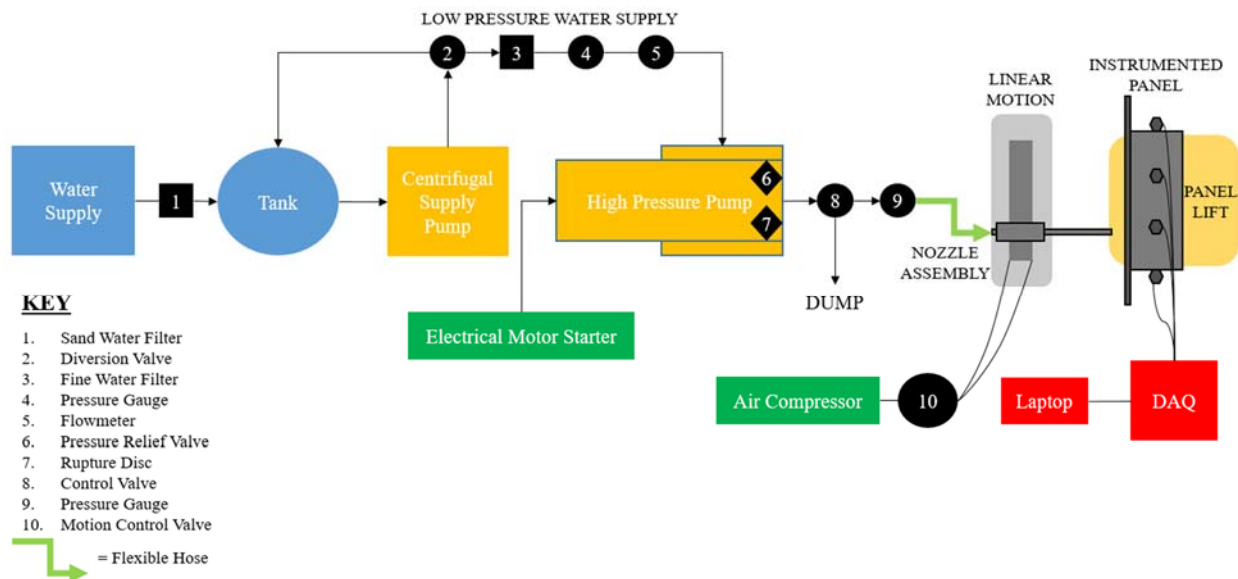 LOW PRESSURE WATER SUPPLY
2
3
4
5
LINEAR
MOTION
INSTRUMENTED
PANEL
Water
Supply
1
Tank
Centrifugal
Supply
Pump
High Pressure Pump
6
7
8
9
PANEL
LIFT
NOZZLE
ASSEMBLY
DUMP
Electrical Motor Starter
Air Compressor
10
Laptop
DAQ
KEY
1. Sand Water Filter
2. Diversion Valve
3. Fine Water Filter
4. Pressure Gauge
5. Flowmeter
6. Pressure Relief Valve
7. Rupture Disc
8. Control Valve
9. Pressure Gauge
10. Motion Control Valve
= Flexible Hose